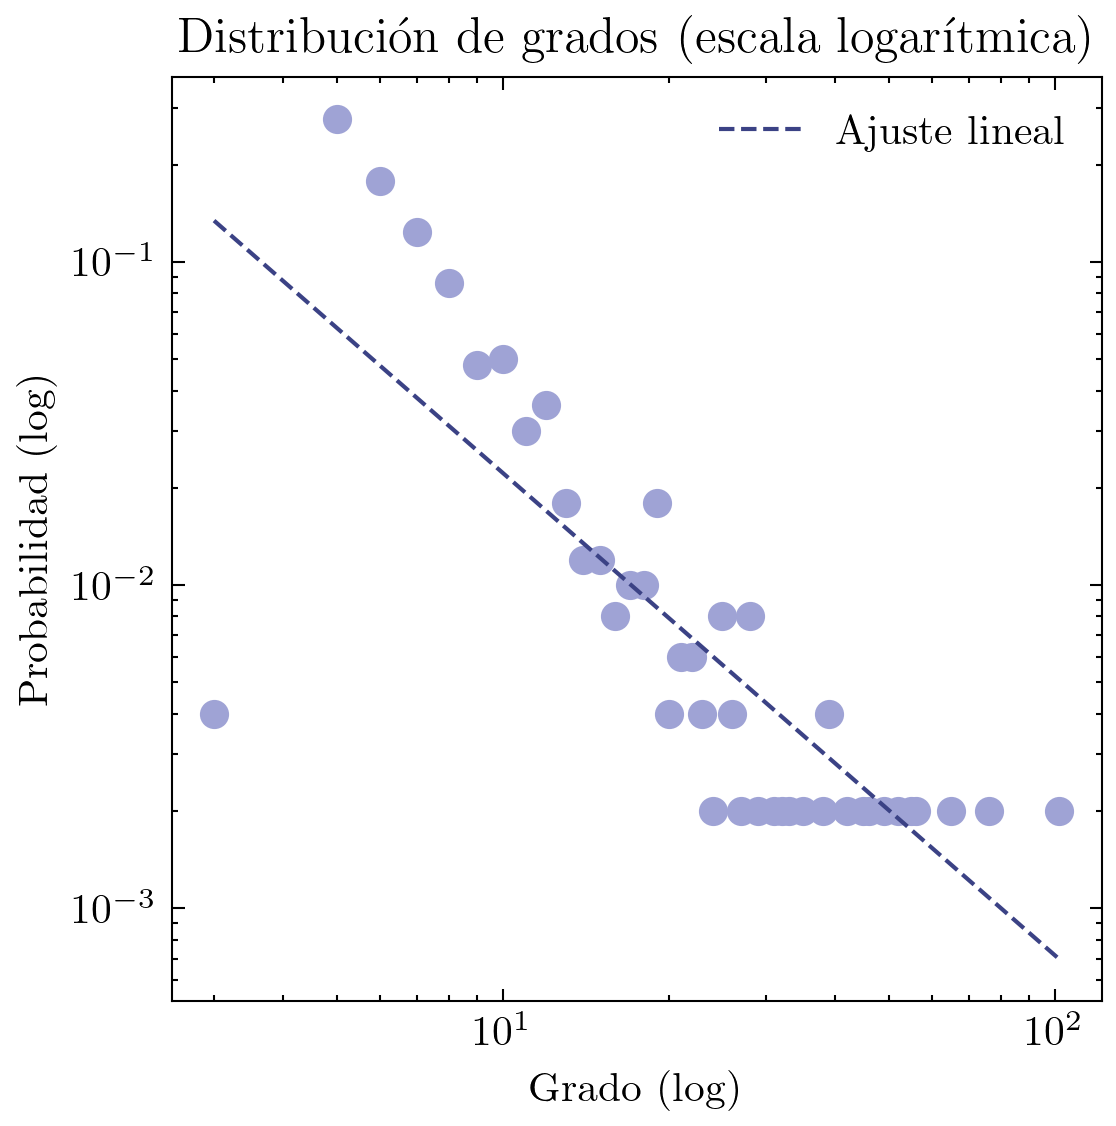 Distribución de grados (escala logarítmica)
Ajuste lineal
Probabilidad (log)
10⁻¹
10⁻²
10⁻³
10¹
10²
Grado (log)